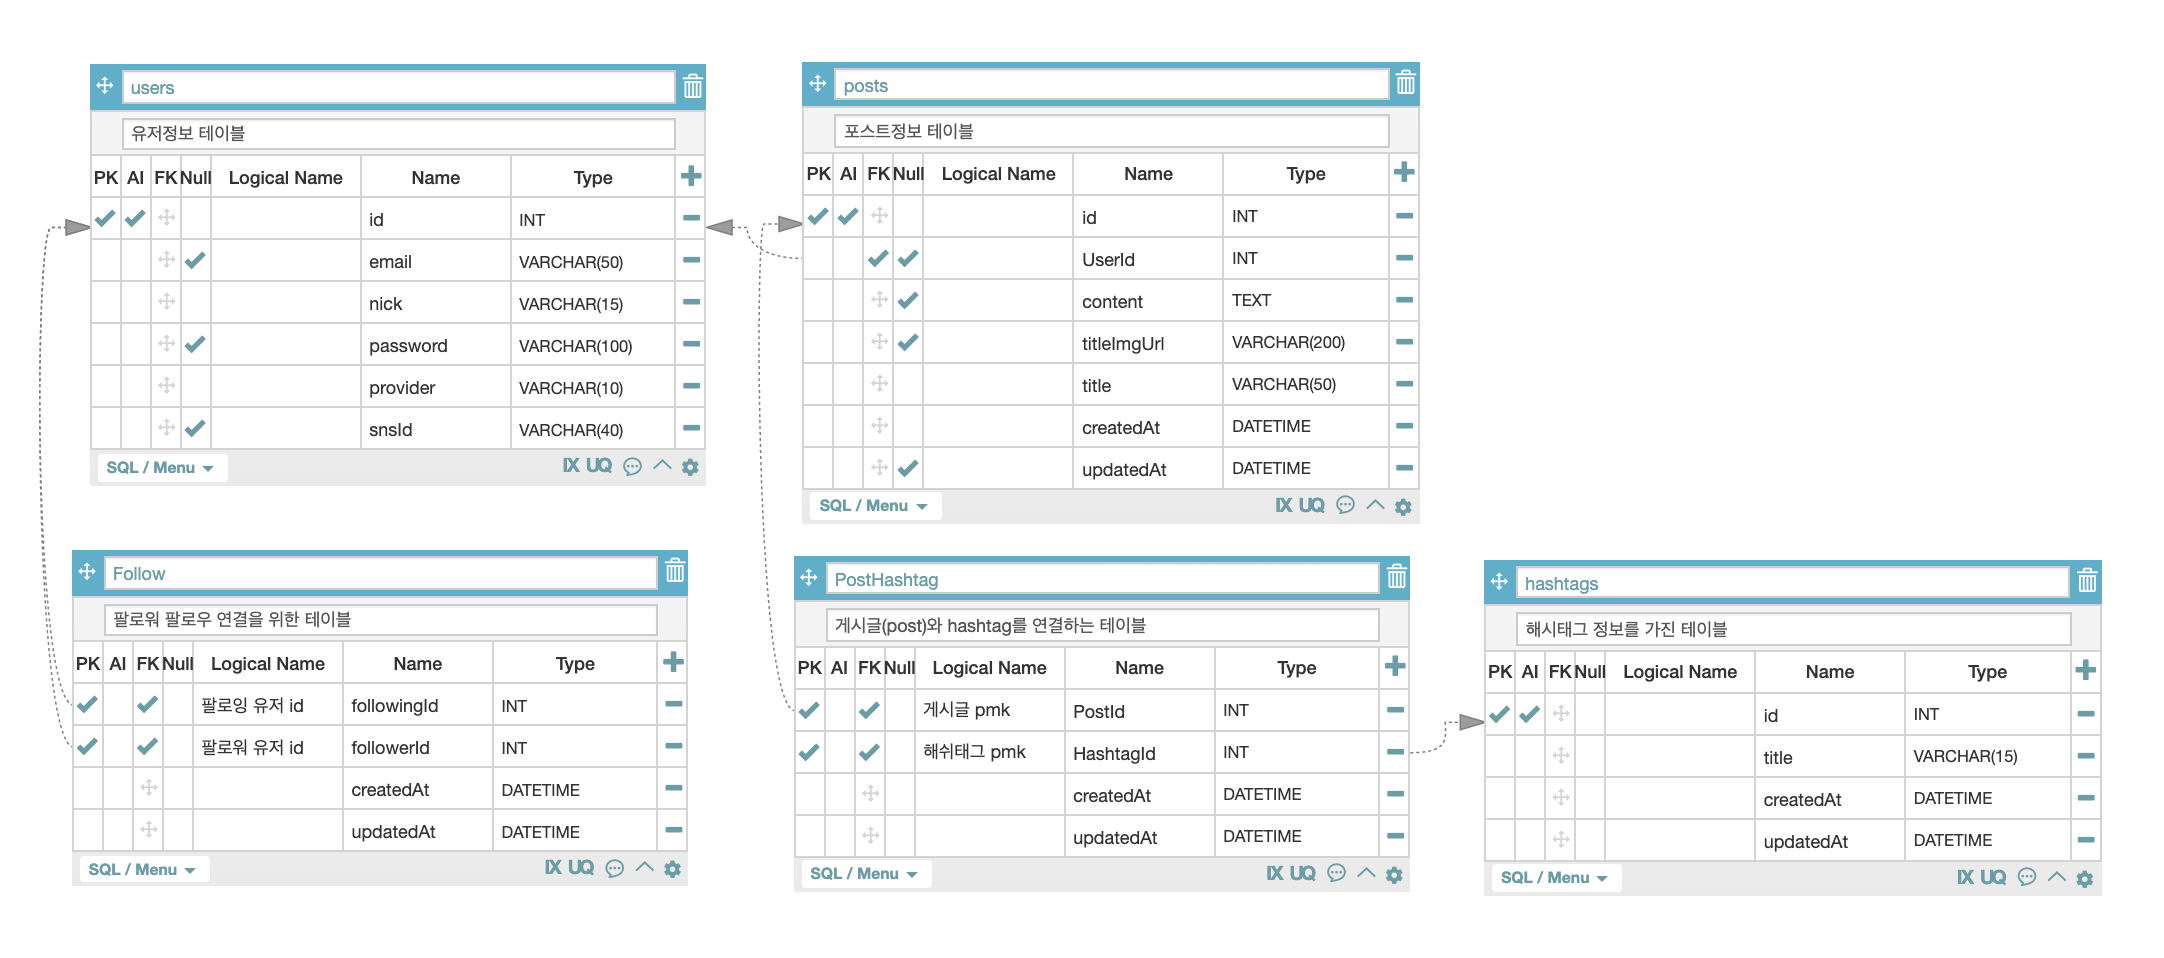 users
유저정보 테이블
PK AI FK Null Logical Name Name Type
id INT
email VARCHAR(50)
nick VARCHAR(15)
password VARCHAR(100)
provider VARCHAR(10)
snsId VARCHAR(40)
SQL / Menu IX UQ
posts
포스트정보 테이블
PK AI FK Null Logical Name Name Type
id INT
UserId INT
content TEXT
titleImgUrl VARCHAR(200)
title VARCHAR(50)
createdAt DATETIME
updatedAt DATETIME
SQL / Menu IX UQ
Follow
팔로워 팔로우 연결을 위한 테이블
PK AI FK Null Logical Name Name Type
팔로잉 유저 id followingId INT
팔로워 유저 id followerId INT
createdAt DATETIME
updatedAt DATETIME
SQL / Menu IX UQ
PostHashtag
게시글(post)와 hashtag를 연결하는 테이블
PK AI FK Null Logical Name Name Type
게시글 pmk PostId INT
해쉬태그 pmk HashtagId INT
createdAt DATETIME
updatedAt DATETIME
SQL / Menu IX UQ
hashtags
해시태그 정보를 가진 테이블
PK AI FK Null Logical Name Name Type
id INT
title VARCHAR(15)
createdAt DATETIME
updatedAt DATETIME
SQL / Menu IX UQ